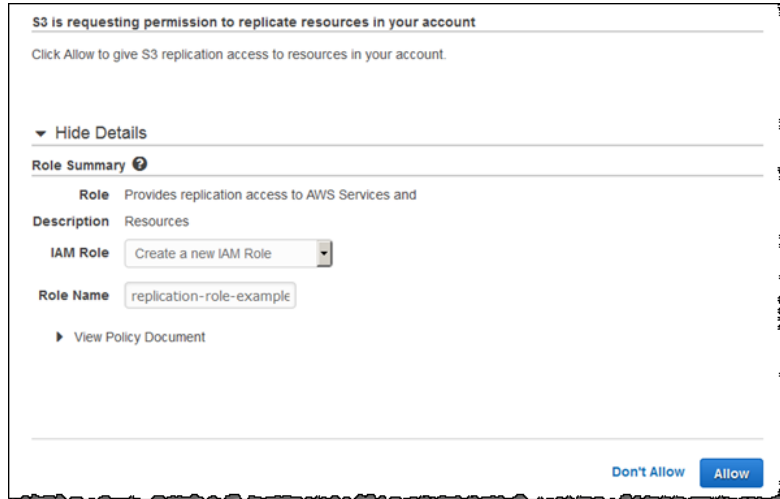 S3 is requesting permission to replicate resources in your account
Click Allow to give S3 replication access to resources in your account.
Hide Details
Role Summary ?
Role Provides replication access to AWS Services and
Description Resources
IAM Role Create a new IAM Role
Role Name replication-role-example
View Policy Document
Don't Allow Allow